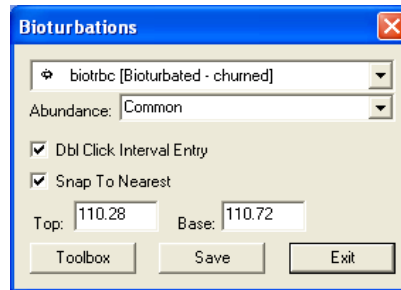 Bioturbations
biotrbc [Bioturbated - churned]
Abundance: Common
Dbl Click Interval Entry
Snap To Nearest
Top: 110.28 Base: 110.72
Toolbox Save Exit